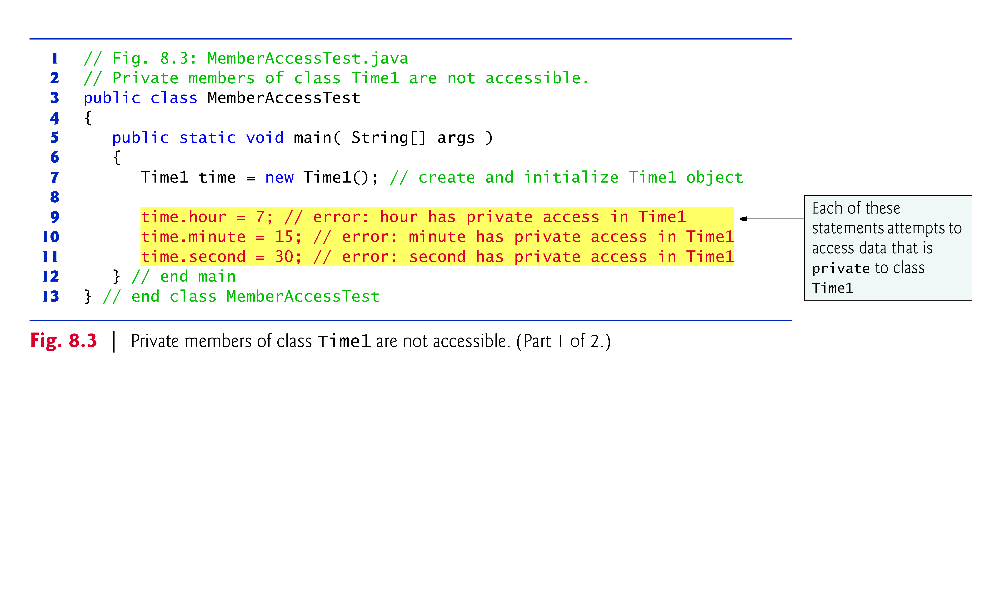 1 // Fig. 8.3: MemberAccessTest.java
2 // Private members of class Time1 are not accessible.
3 public class MemberAccessTest
4 {
5 public static void main( String[] args )
6 {
7 Time1 time = new Time1(); // create and initialize Time1 object
8
9 time.hour = 7; // error: hour has private access in Time1
10 time.minute = 15; // error: minute has private access in Time1
11 time.second = 30; // error: second has private access in Time1
12 } // end main
13 } // end class MemberAccessTest
Each of these
statements attempts to
access data that is
private to class
Time1
Fig. 8.3 | Private members of class Time1 are not accessible. (Part 1 of 2.)